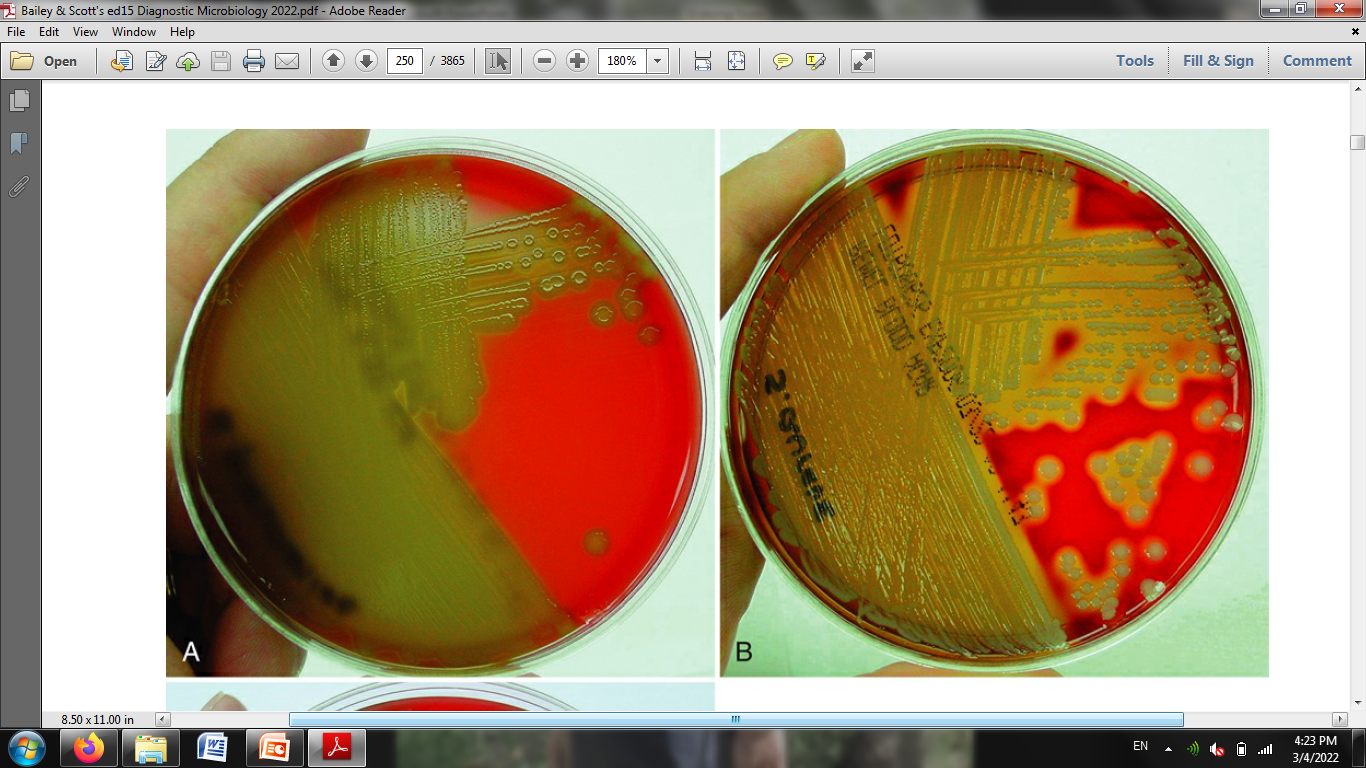 Bailey & Scott's ed15 Diagnostic Microbiology 2022.pdf - Adobe Reader
File Edit View Window Help
Open 250 / 3865 180% Tools Fill & Sign Comment
A
B
8.50 x 11.00 in
EN
4:23 PM
3/4/2022